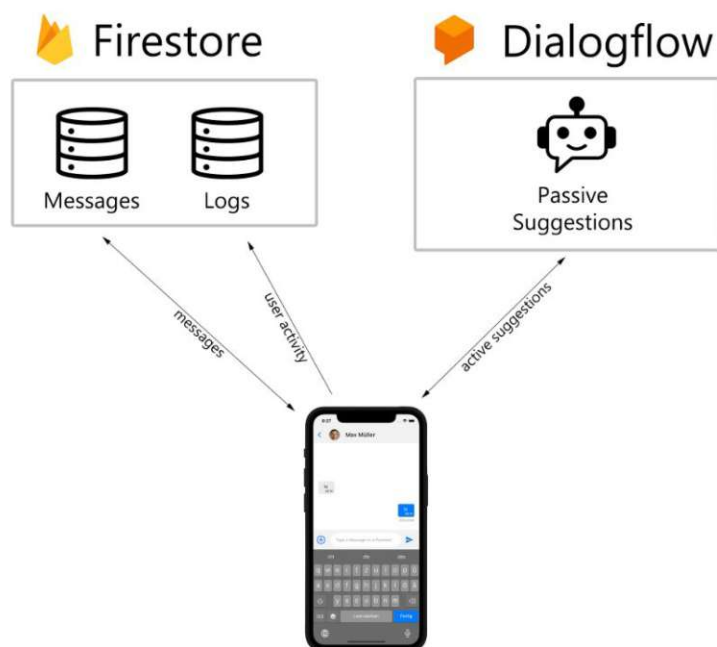 Firestore
Dialogflow
Messages
Logs
Passive
Suggestions
messages
user activity
active suggestions
Max Müller